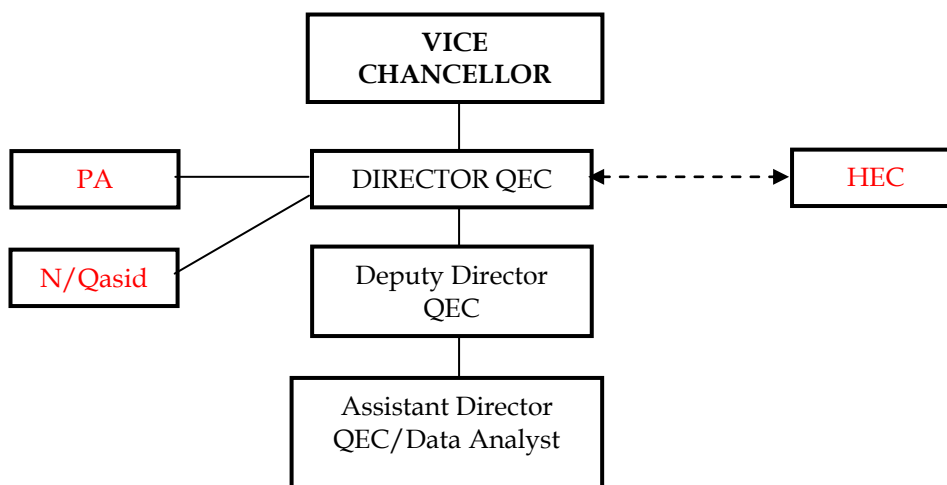 VICE
CHANCELLOR
PA
DIRECTOR QEC
HEC
N/Qasid
Deputy Director
QEC
Assistant Director
QEC/Data Analyst